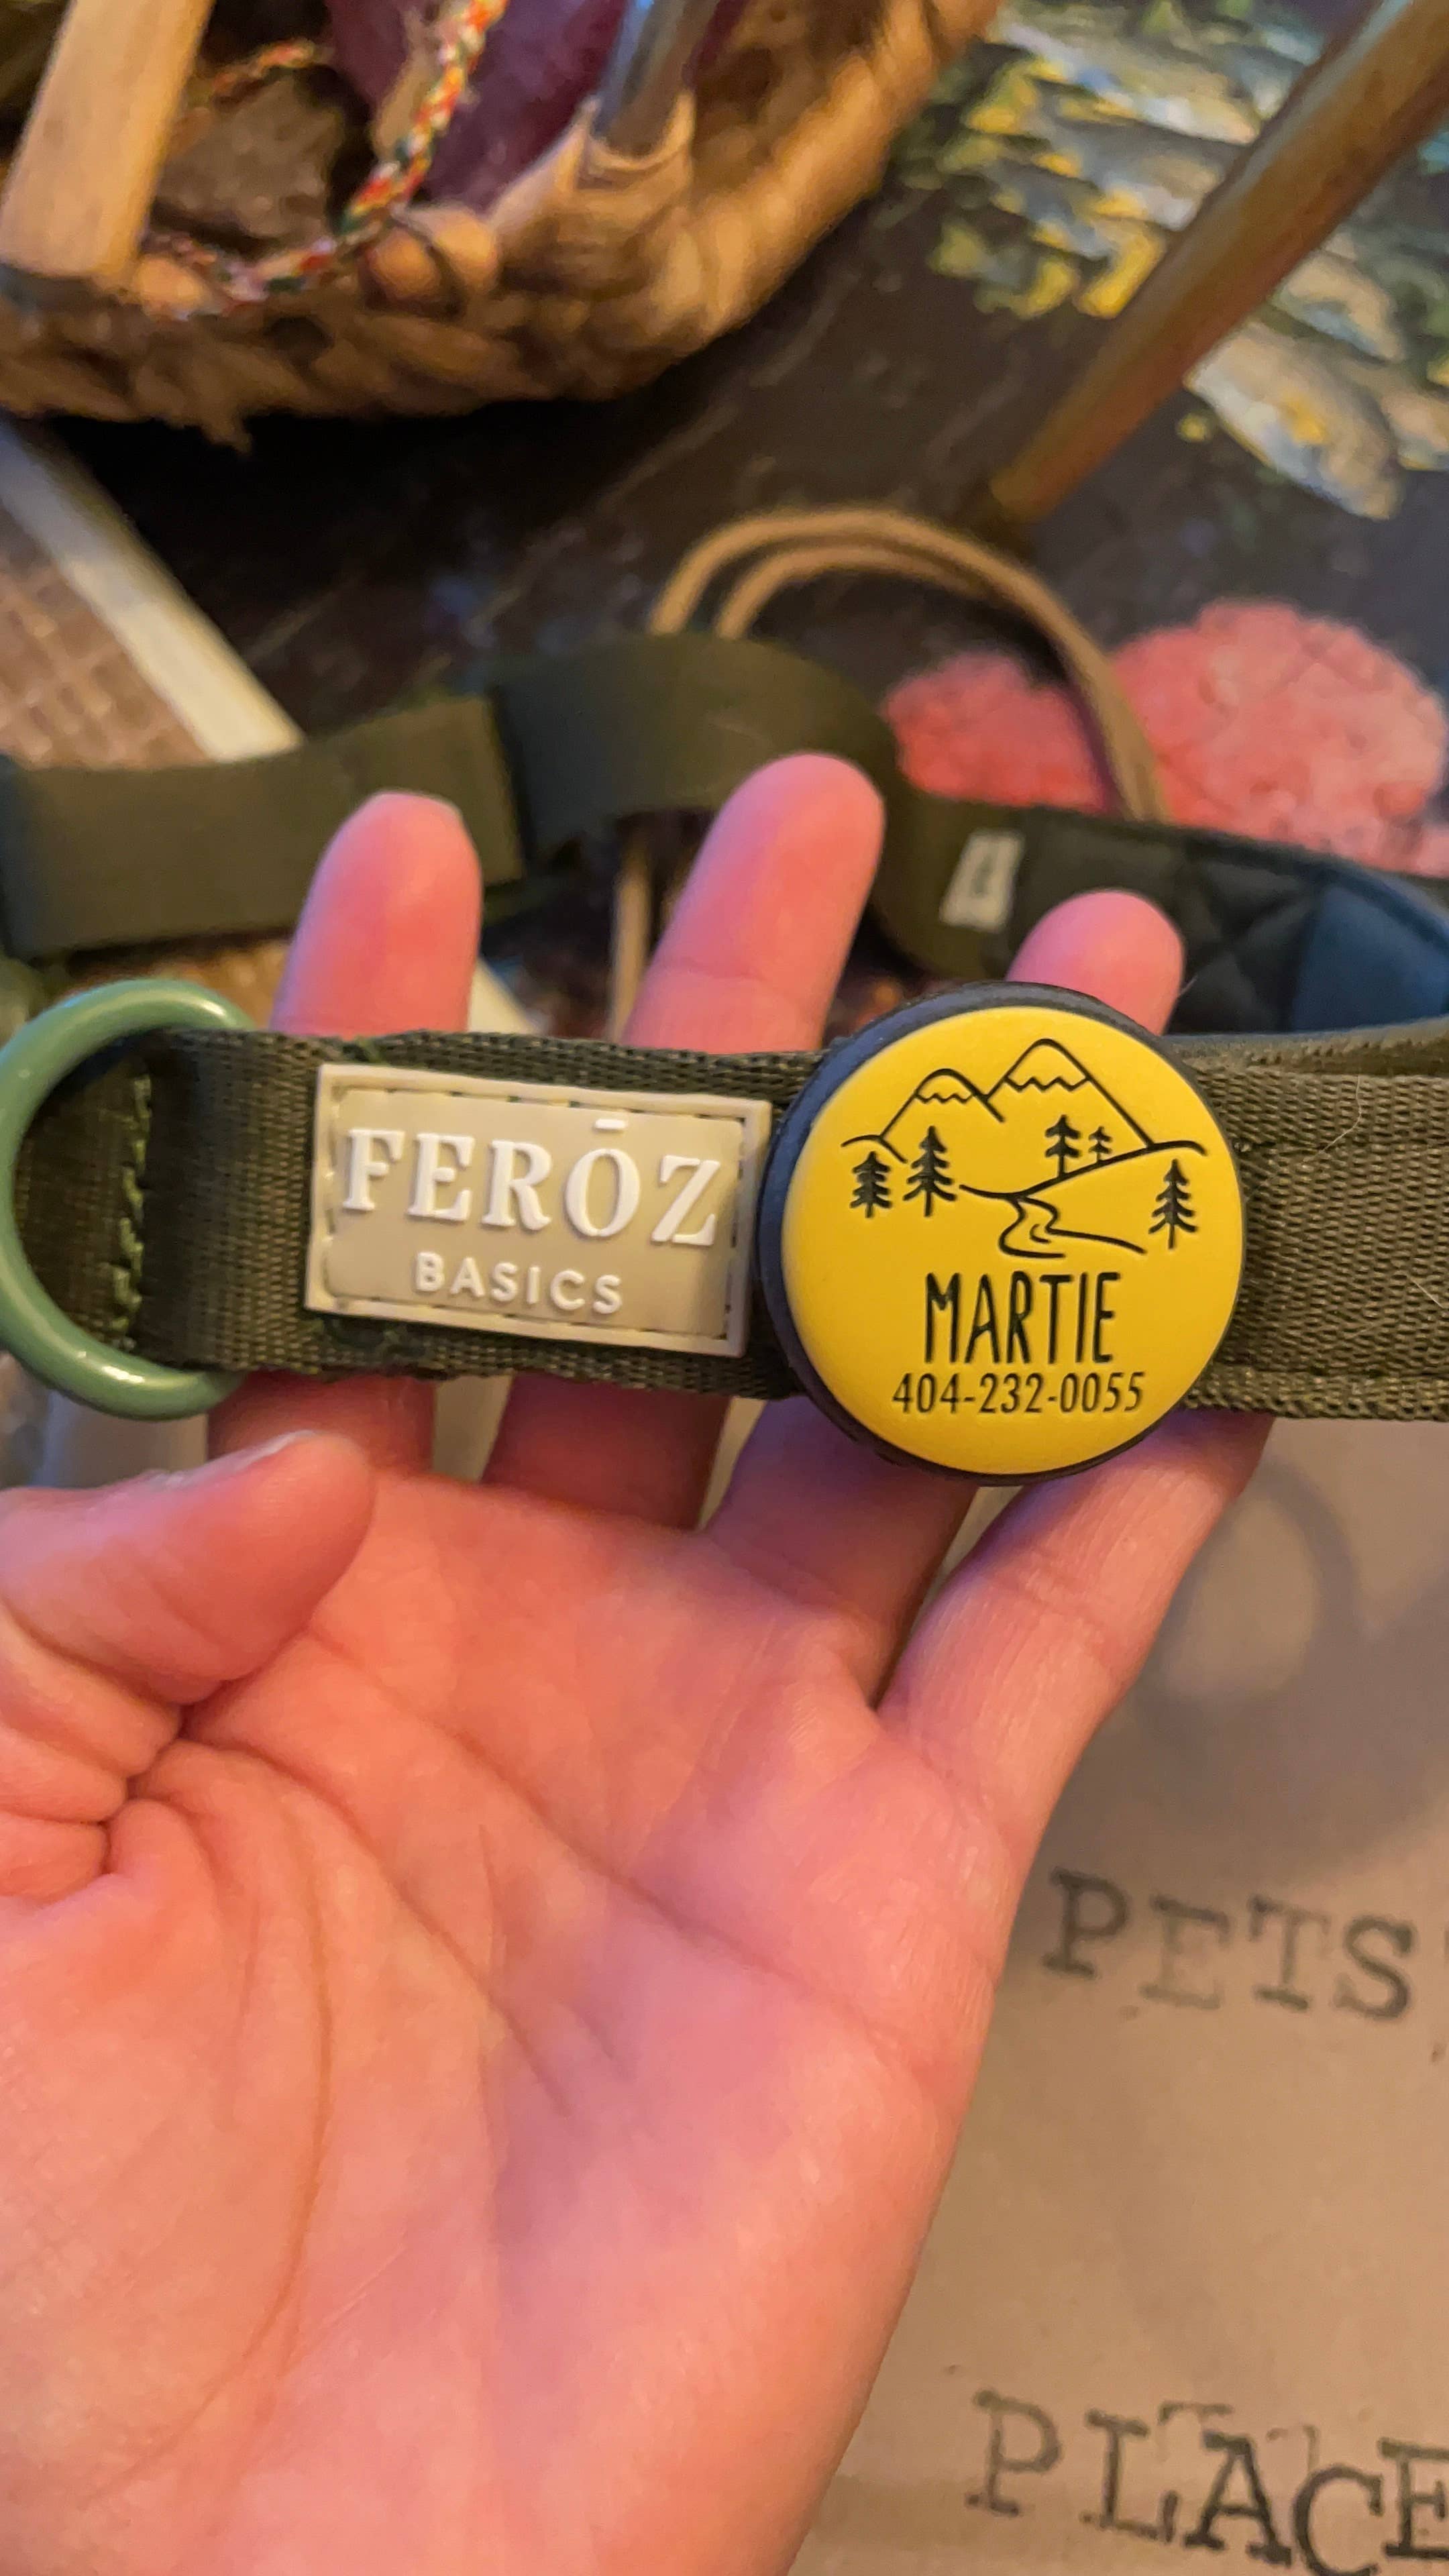 FERŌZ
BASICS
MARTIE
404-232-0055
PETS
PLACE